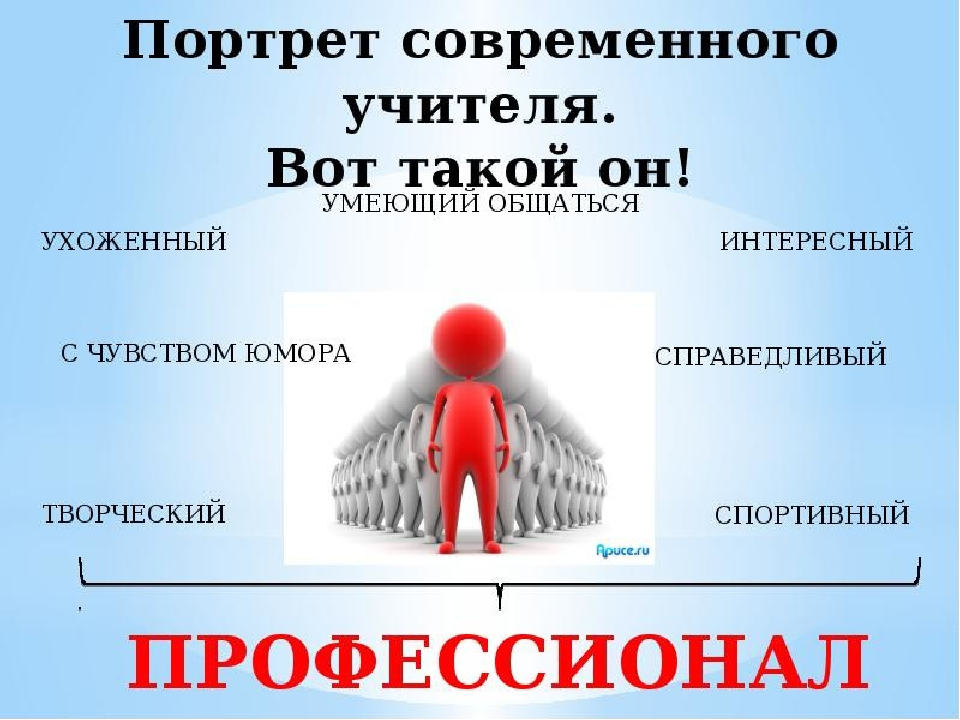 Портрет современного
учителя.
Вот такой он!
УМЕЮЩИЙ ОБЩАТЬСЯ
УХОЖЕННЫЙ
ИНТЕРЕСНЫЙ
С ЧУВСТВОМ ЮМОРА
СПРАВЕДЛИВЫЙ
ТВОРЧЕСКИЙ
СПОРТИВНЫЙ
Apuce.ru
ПРОФЕССИОНАЛ